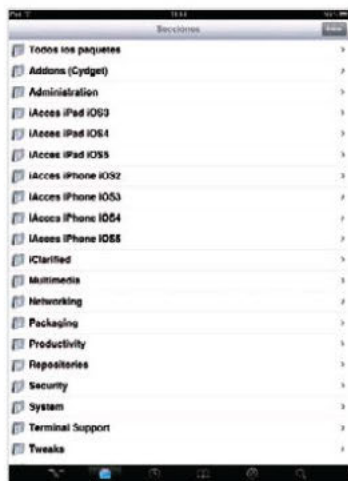 iPad
Secciones
Todos los paquetes
Addons (Cydget)
Administration
iAcces iPad iOS3
iAcces iPad iOS4
iAcces iPad iOS5
iAcces iPhone iOS2
iAcces iPhone iOS3
iAcces iPhone iOS4
iAcces iPhone iOS5
iClarified
Multimedia
Networking
Packaging
Productivity
Repositories
Security
System
Terminal Support
Tweaks